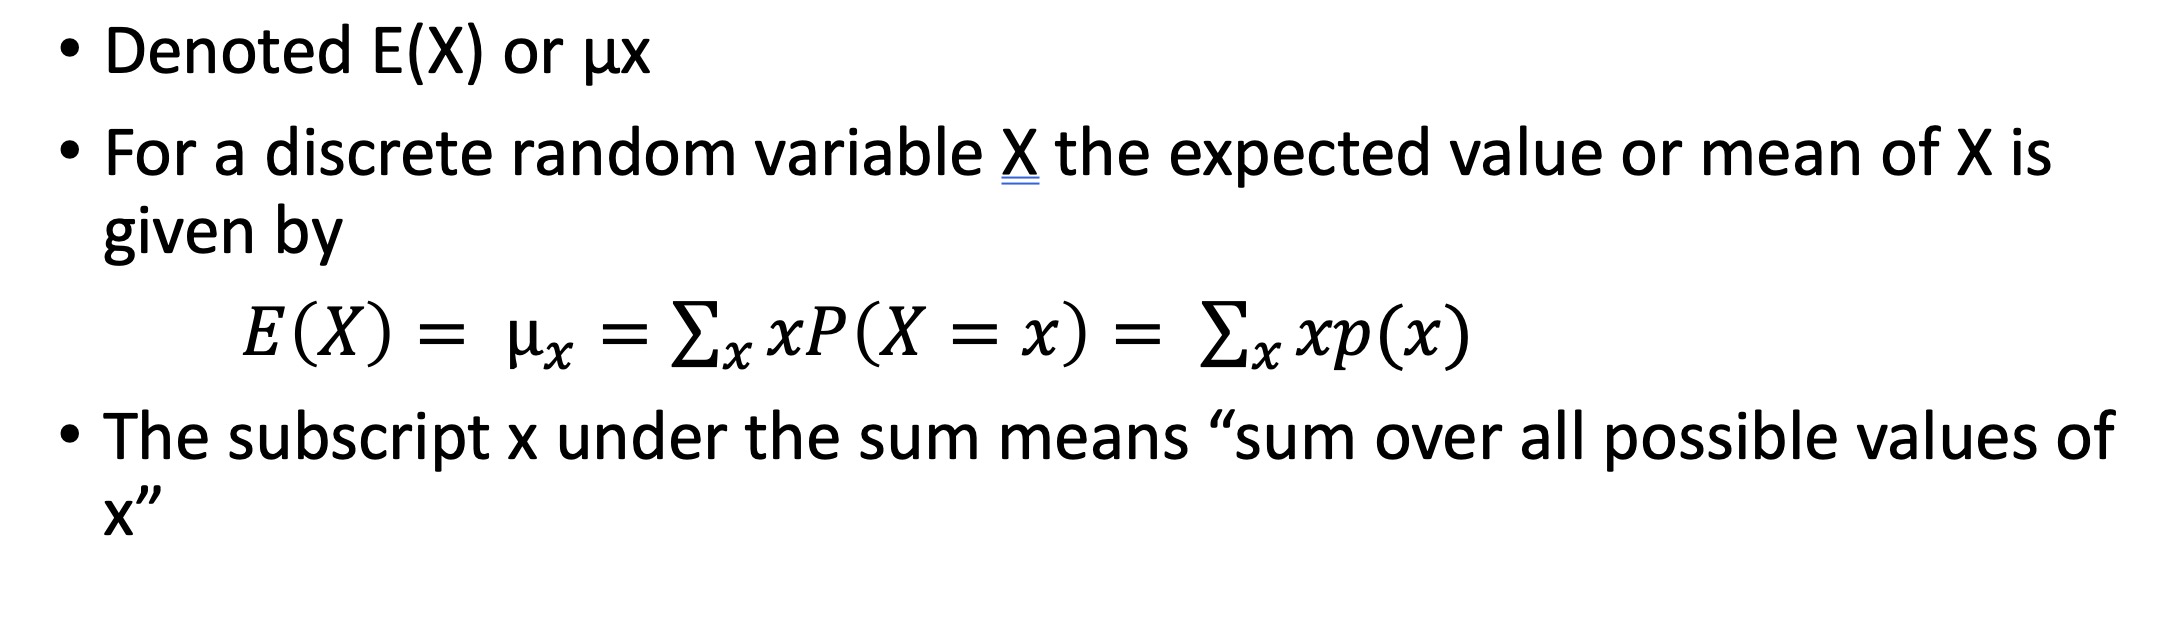 • Denoted E(X) or µx
• For a discrete random variable X the expected value or mean of X is
given by
E(X) = µₓ = ∑ₓ xP(X = x) = ∑ₓ xp(x)
• The subscript x under the sum means “sum over all possible values of
x”